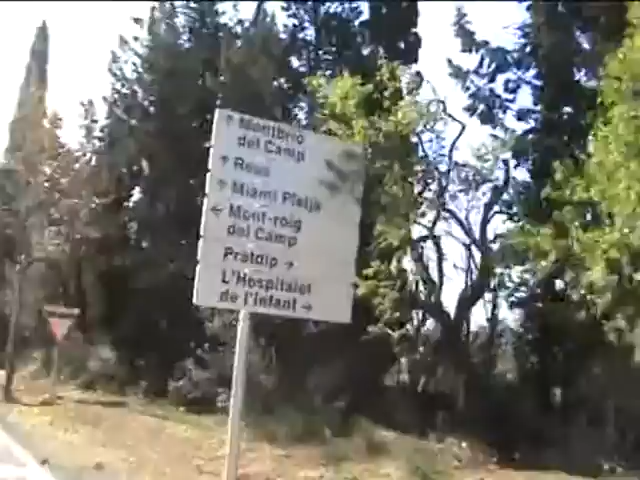 ↑ Montbrió
del Camp
↑ Reus
↑ Miami Platja
← Mont-roig
del Camp
Pratdip →
L'Hospitalet
de l'Infant →